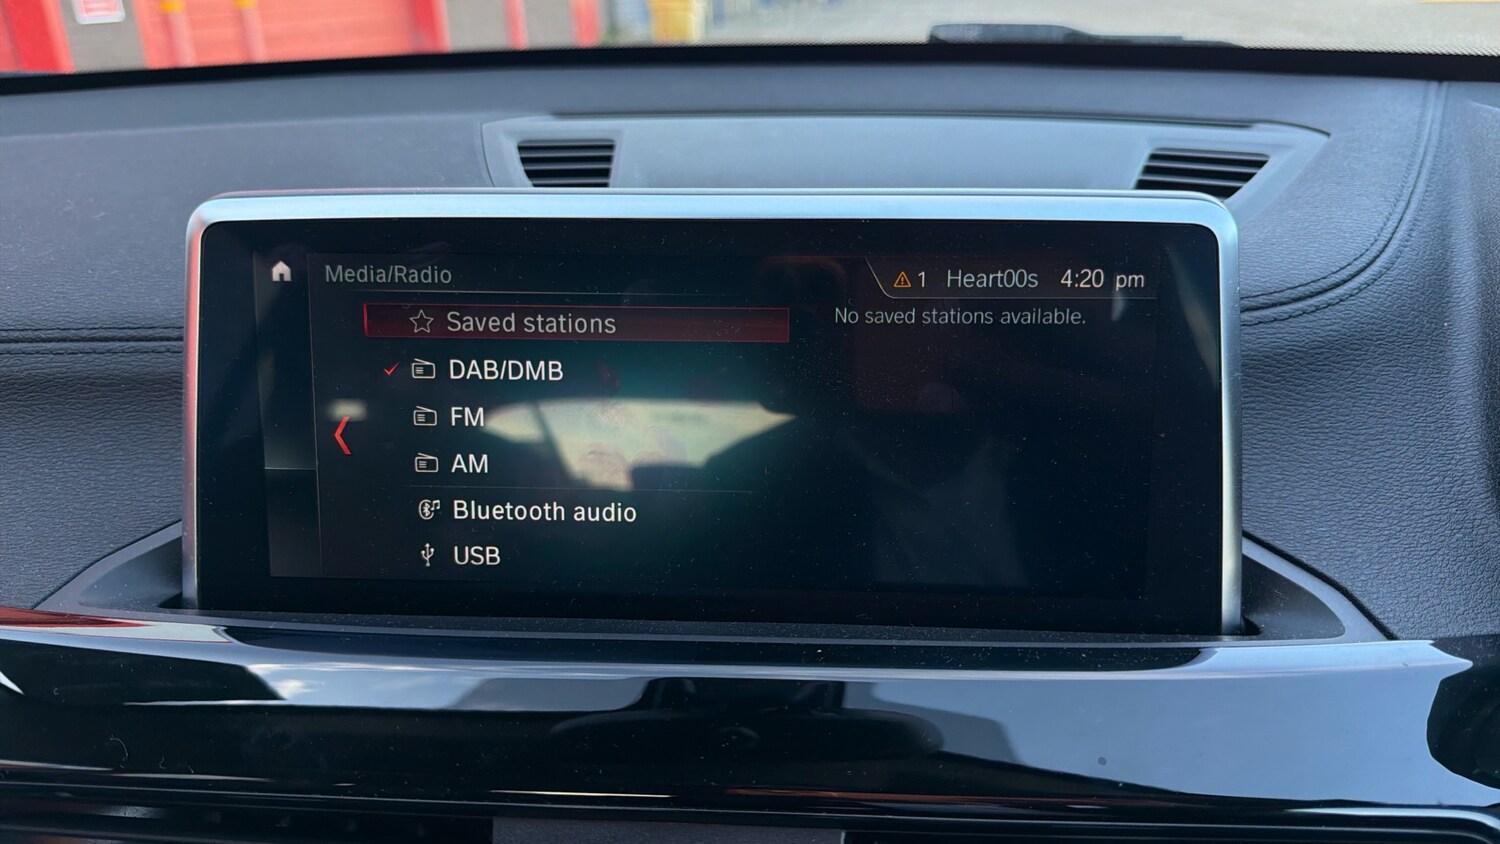 Media/Radio
1 Heart00s 4:20 pm
Saved stations
No saved stations available.
DAB/DMB
FM
AM
Bluetooth audio
USB